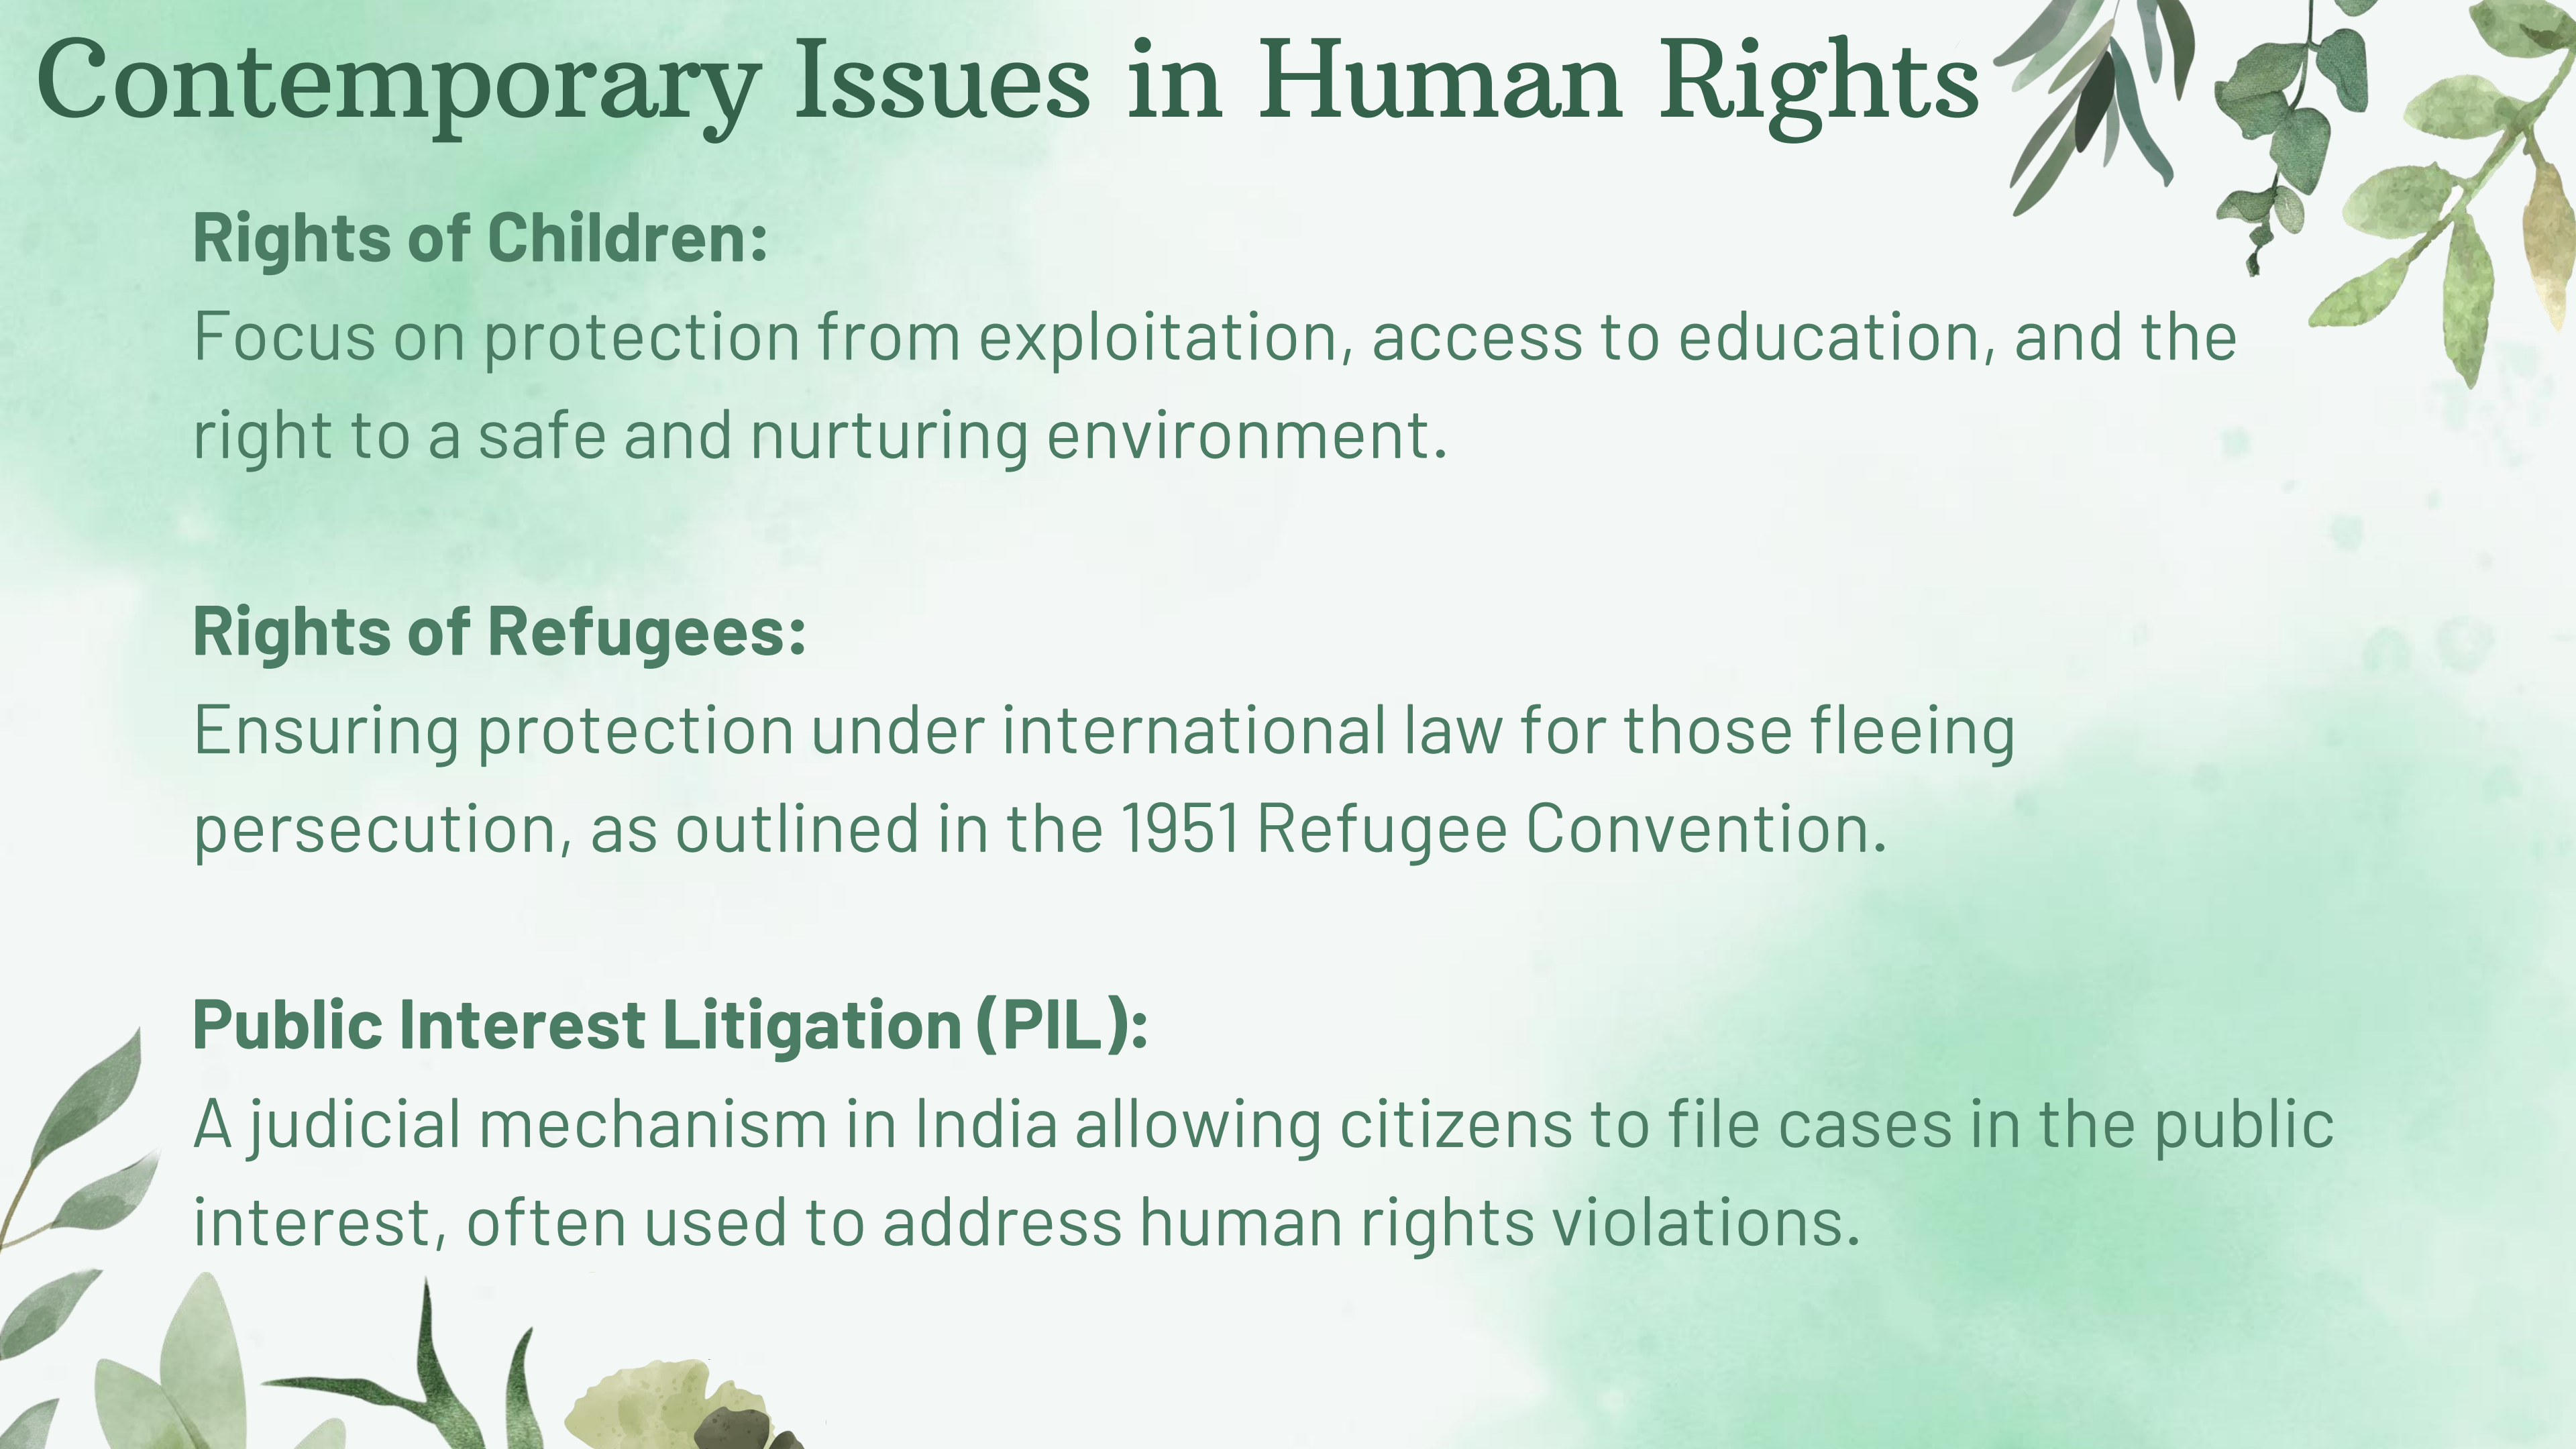 Contemporary Issues in Human Rights
Rights of Children:
Focus on protection from exploitation, access to education, and the
right to a safe and nurturing environment.
Rights of Refugees:
Ensuring protection under international law for those fleeing
persecution, as outlined in the 1951 Refugee Convention.
Public Interest Litigation (PIL):
A judicial mechanism in India allowing citizens to file cases in the public
interest, often used to address human rights violations.